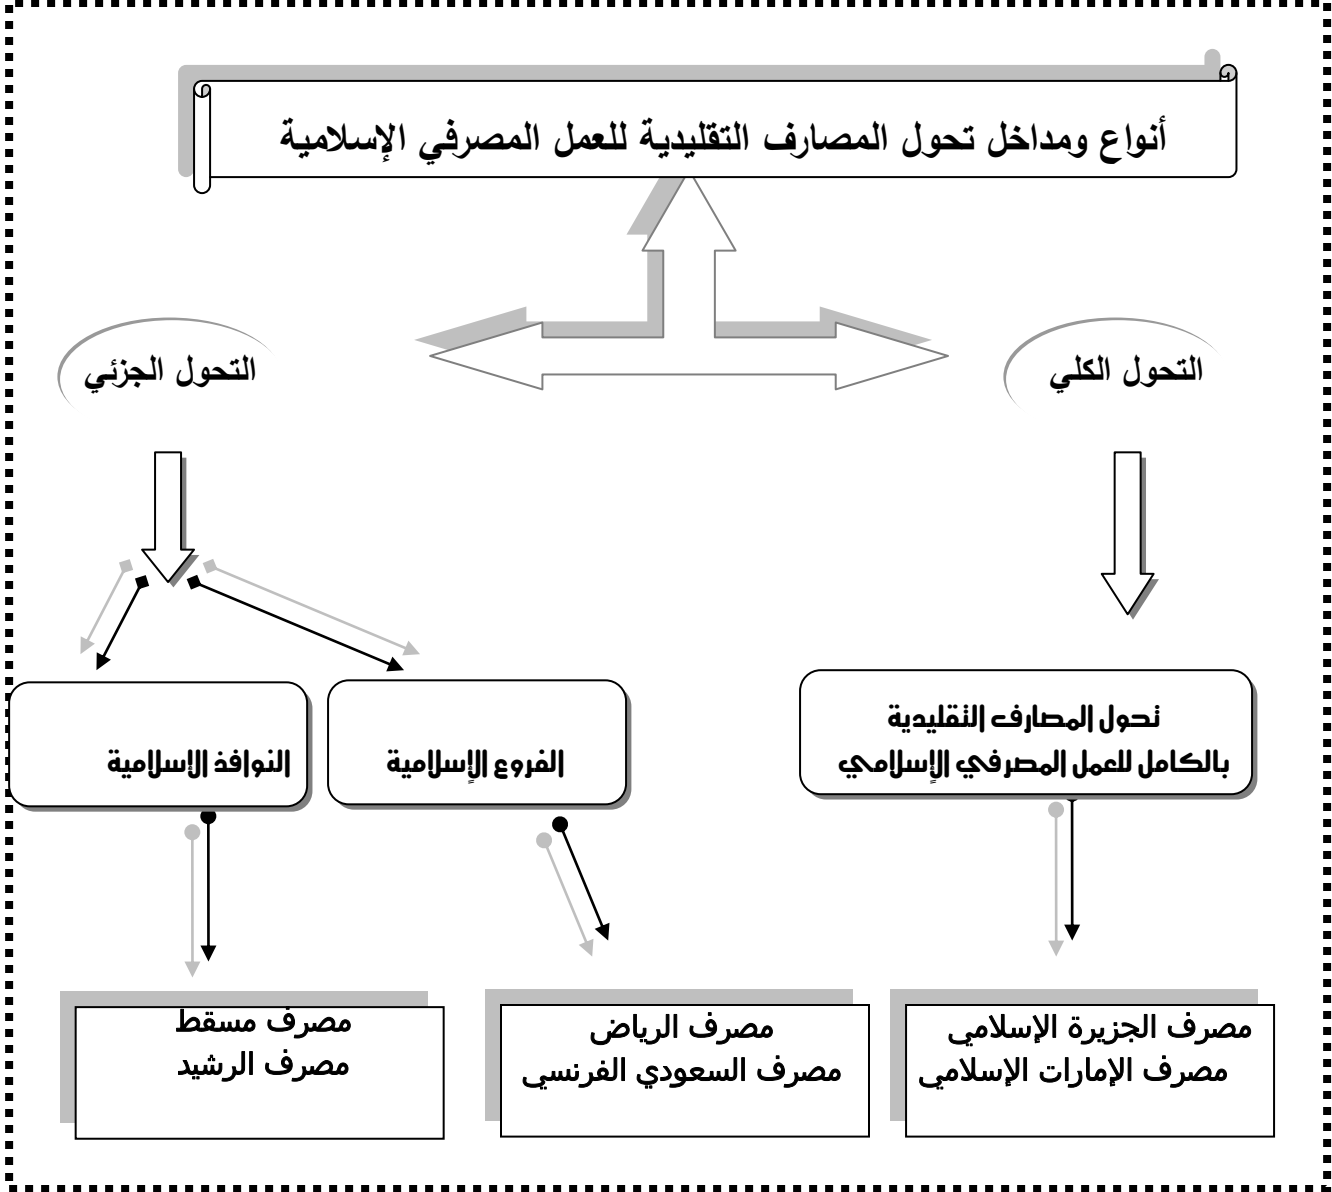 أنواع ومداخل تحول المصارف التقليدية للعمل المصرفي الإسلامية
التحول الكلي
التحول الجزئي
تحول المصارف التقليدية
بالكامل للعمل المصرفي الإسلامي
الفروع الإسلامية
النوافذ الإسلامية
مصرف الجزيرة الإسلامي
مصرف الإمارات الإسلامي
مصرف الرياض
مصرف السعودي الفرنسي
مصرف مسقط
مصرف الرشيد